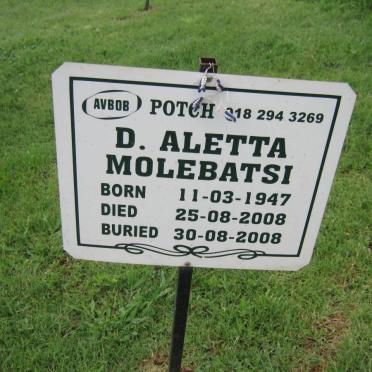 AVBOB POTCH 018 294 3269
D. ALETTA
MOLEBATSI
BORN 11-03-1947
DIED 25-08-2008
BURIED 30-08-2008